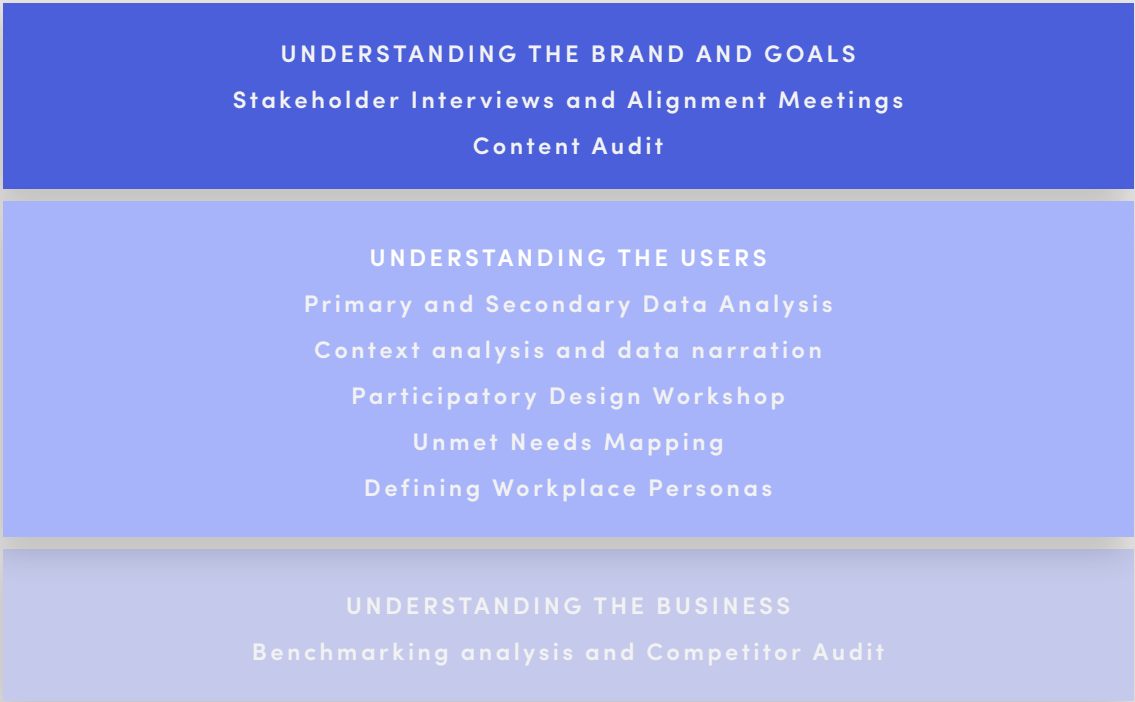 UNDERSTANDING THE BRAND AND GOALS
Stakeholder Interviews and Alignment Meetings
Content Audit
UNDERSTANDING THE USERS
Primary and Secondary Data Analysis
Context analysis and data narration
Participatory Design Workshop
Unmet Needs Mapping
Defining Workplace Personas
UNDERSTANDING THE BUSINESS
Benchmarking analysis and Competitor Audit